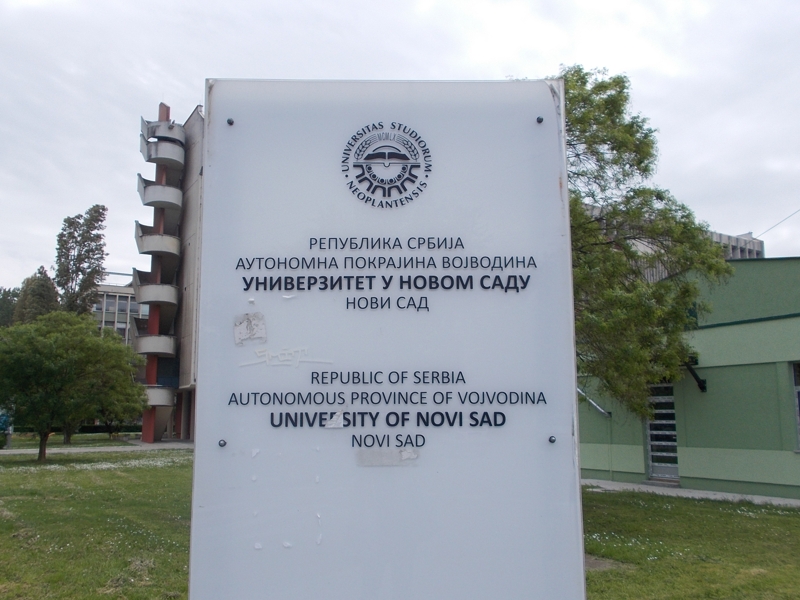 UNIVERSITAS STUDIORUM
MCMLX
NEOPLANTENSIS
РЕПУБЛИКА СРБИЈА
АУТОНОМНА ПОКРАЈИНА ВОЈВОДИНА
УНИВЕРЗИТЕТ У НОВОМ САДУ
НОВИ САД
REPUBLIC OF SERBIA
AUTONOMOUS PROVINCE OF VOJVODINA
UNIVERSITY OF NOVI SAD
NOVI SAD